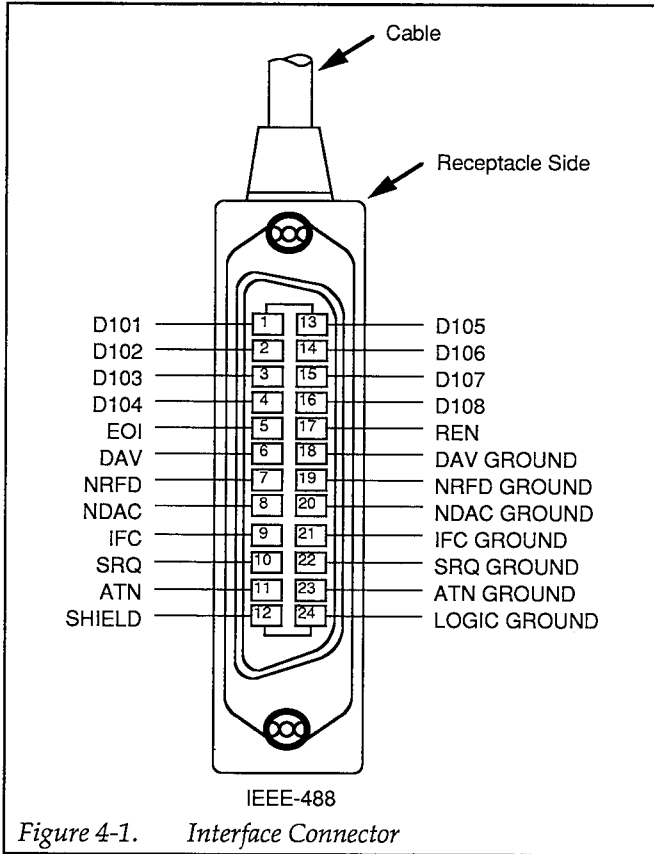 Cable
Receptacle Side
D101 1 13 D105
D102 2 14 D106
D103 3 15 D107
D104 4 16 D108
EOI 5 17 REN
DAV 6 18 DAV GROUND
NRFD 7 19 NRFD GROUND
NDAC 8 20 NDAC GROUND
IFC 9 21 IFC GROUND
SRQ 10 22 SRQ GROUND
ATN 11 23 ATN GROUND
SHIELD 12 24 LOGIC GROUND
IEEE-488
Figure 4-1. Interface Connector